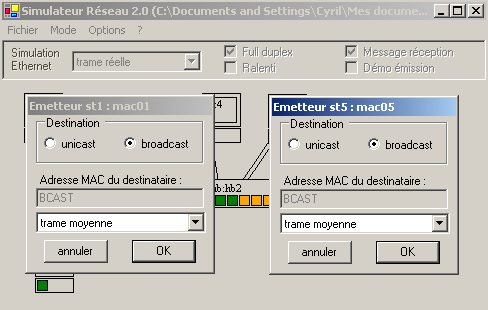 Simulateur Réseau 2.0 (C:\Documents and Settings\Cyril\Mes docume...
Fichier Mode Options ?
Simulation Ethernet
trame réelle
Full duplex
Message réception
Ralenti
Démo émission
:4
Emetteur st1 : mac01
Destination
unicast
broadcast
Adresse MAC du destinataire :
BCAST
trame moyenne
annuler
OK
ıb:hb2
Emetteur st5 : mac05
Destination
unicast
broadcast
Adresse MAC du destinataire :
BCAST
trame moyenne
annuler
OK